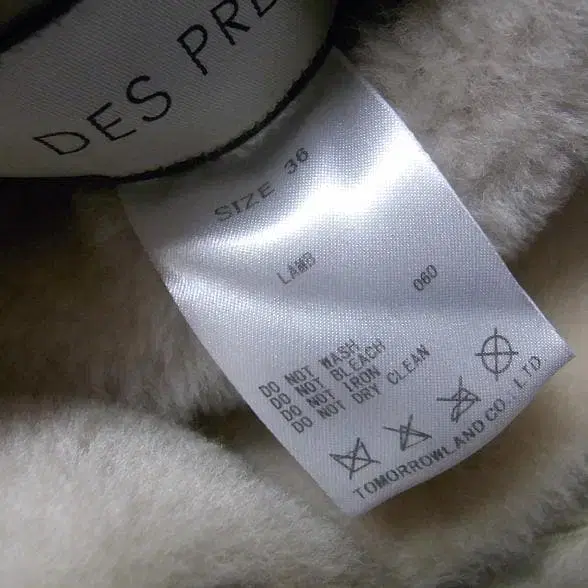 DES PRE
SIZE 36
LAMB
060
DO NOT WASH
DO NOT BLEACH
DO NOT IRON
DO NOT DRY CLEAN
TOMORROWLAND CO., LTD